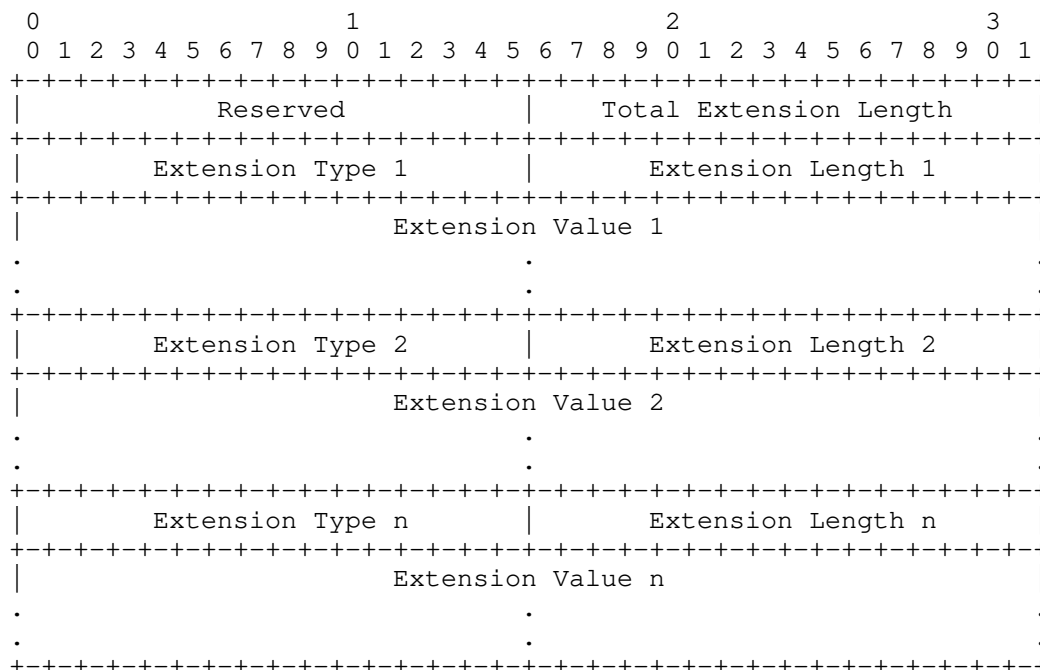 0                   1                   2                   3
 0 1 2 3 4 5 6 7 8 9 0 1 2 3 4 5 6 7 8 9 0 1 2 3 4 5 6 7 8 9 0 1
+-+-+-+-+-+-+-+-+-+-+-+-+-+-+-+-+-+-+-+-+-+-+-+-+-+-+-+-+-+-+-+-
|            Reserved           |    Total Extension Length     |
+-+-+-+-+-+-+-+-+-+-+-+-+-+-+-+-+-+-+-+-+-+-+-+-+-+-+-+-+-+-+-+-
|        Extension Type 1       |       Extension Length 1      |
+-+-+-+-+-+-+-+-+-+-+-+-+-+-+-+-+-+-+-+-+-+-+-+-+-+-+-+-+-+-+-+-
|                       Extension Value 1                       |
.                               .                               .
.                               .                               .
+-+-+-+-+-+-+-+-+-+-+-+-+-+-+-+-+-+-+-+-+-+-+-+-+-+-+-+-+-+-+-+-
|        Extension Type 2       |       Extension Length 2      |
+-+-+-+-+-+-+-+-+-+-+-+-+-+-+-+-+-+-+-+-+-+-+-+-+-+-+-+-+-+-+-+-
|                       Extension Value 2                       |
.                               .                               .
.                               .                               .
+-+-+-+-+-+-+-+-+-+-+-+-+-+-+-+-+-+-+-+-+-+-+-+-+-+-+-+-+-+-+-+-
|        Extension Type n       |       Extension Length n      |
+-+-+-+-+-+-+-+-+-+-+-+-+-+-+-+-+-+-+-+-+-+-+-+-+-+-+-+-+-+-+-+-
|                       Extension Value n                       |
.                               .                               .
.                               .                               .
+-+-+-+-+-+-+-+-+-+-+-+-+-+-+-+-+-+-+-+-+-+-+-+-+-+-+-+-+-+-+-+-